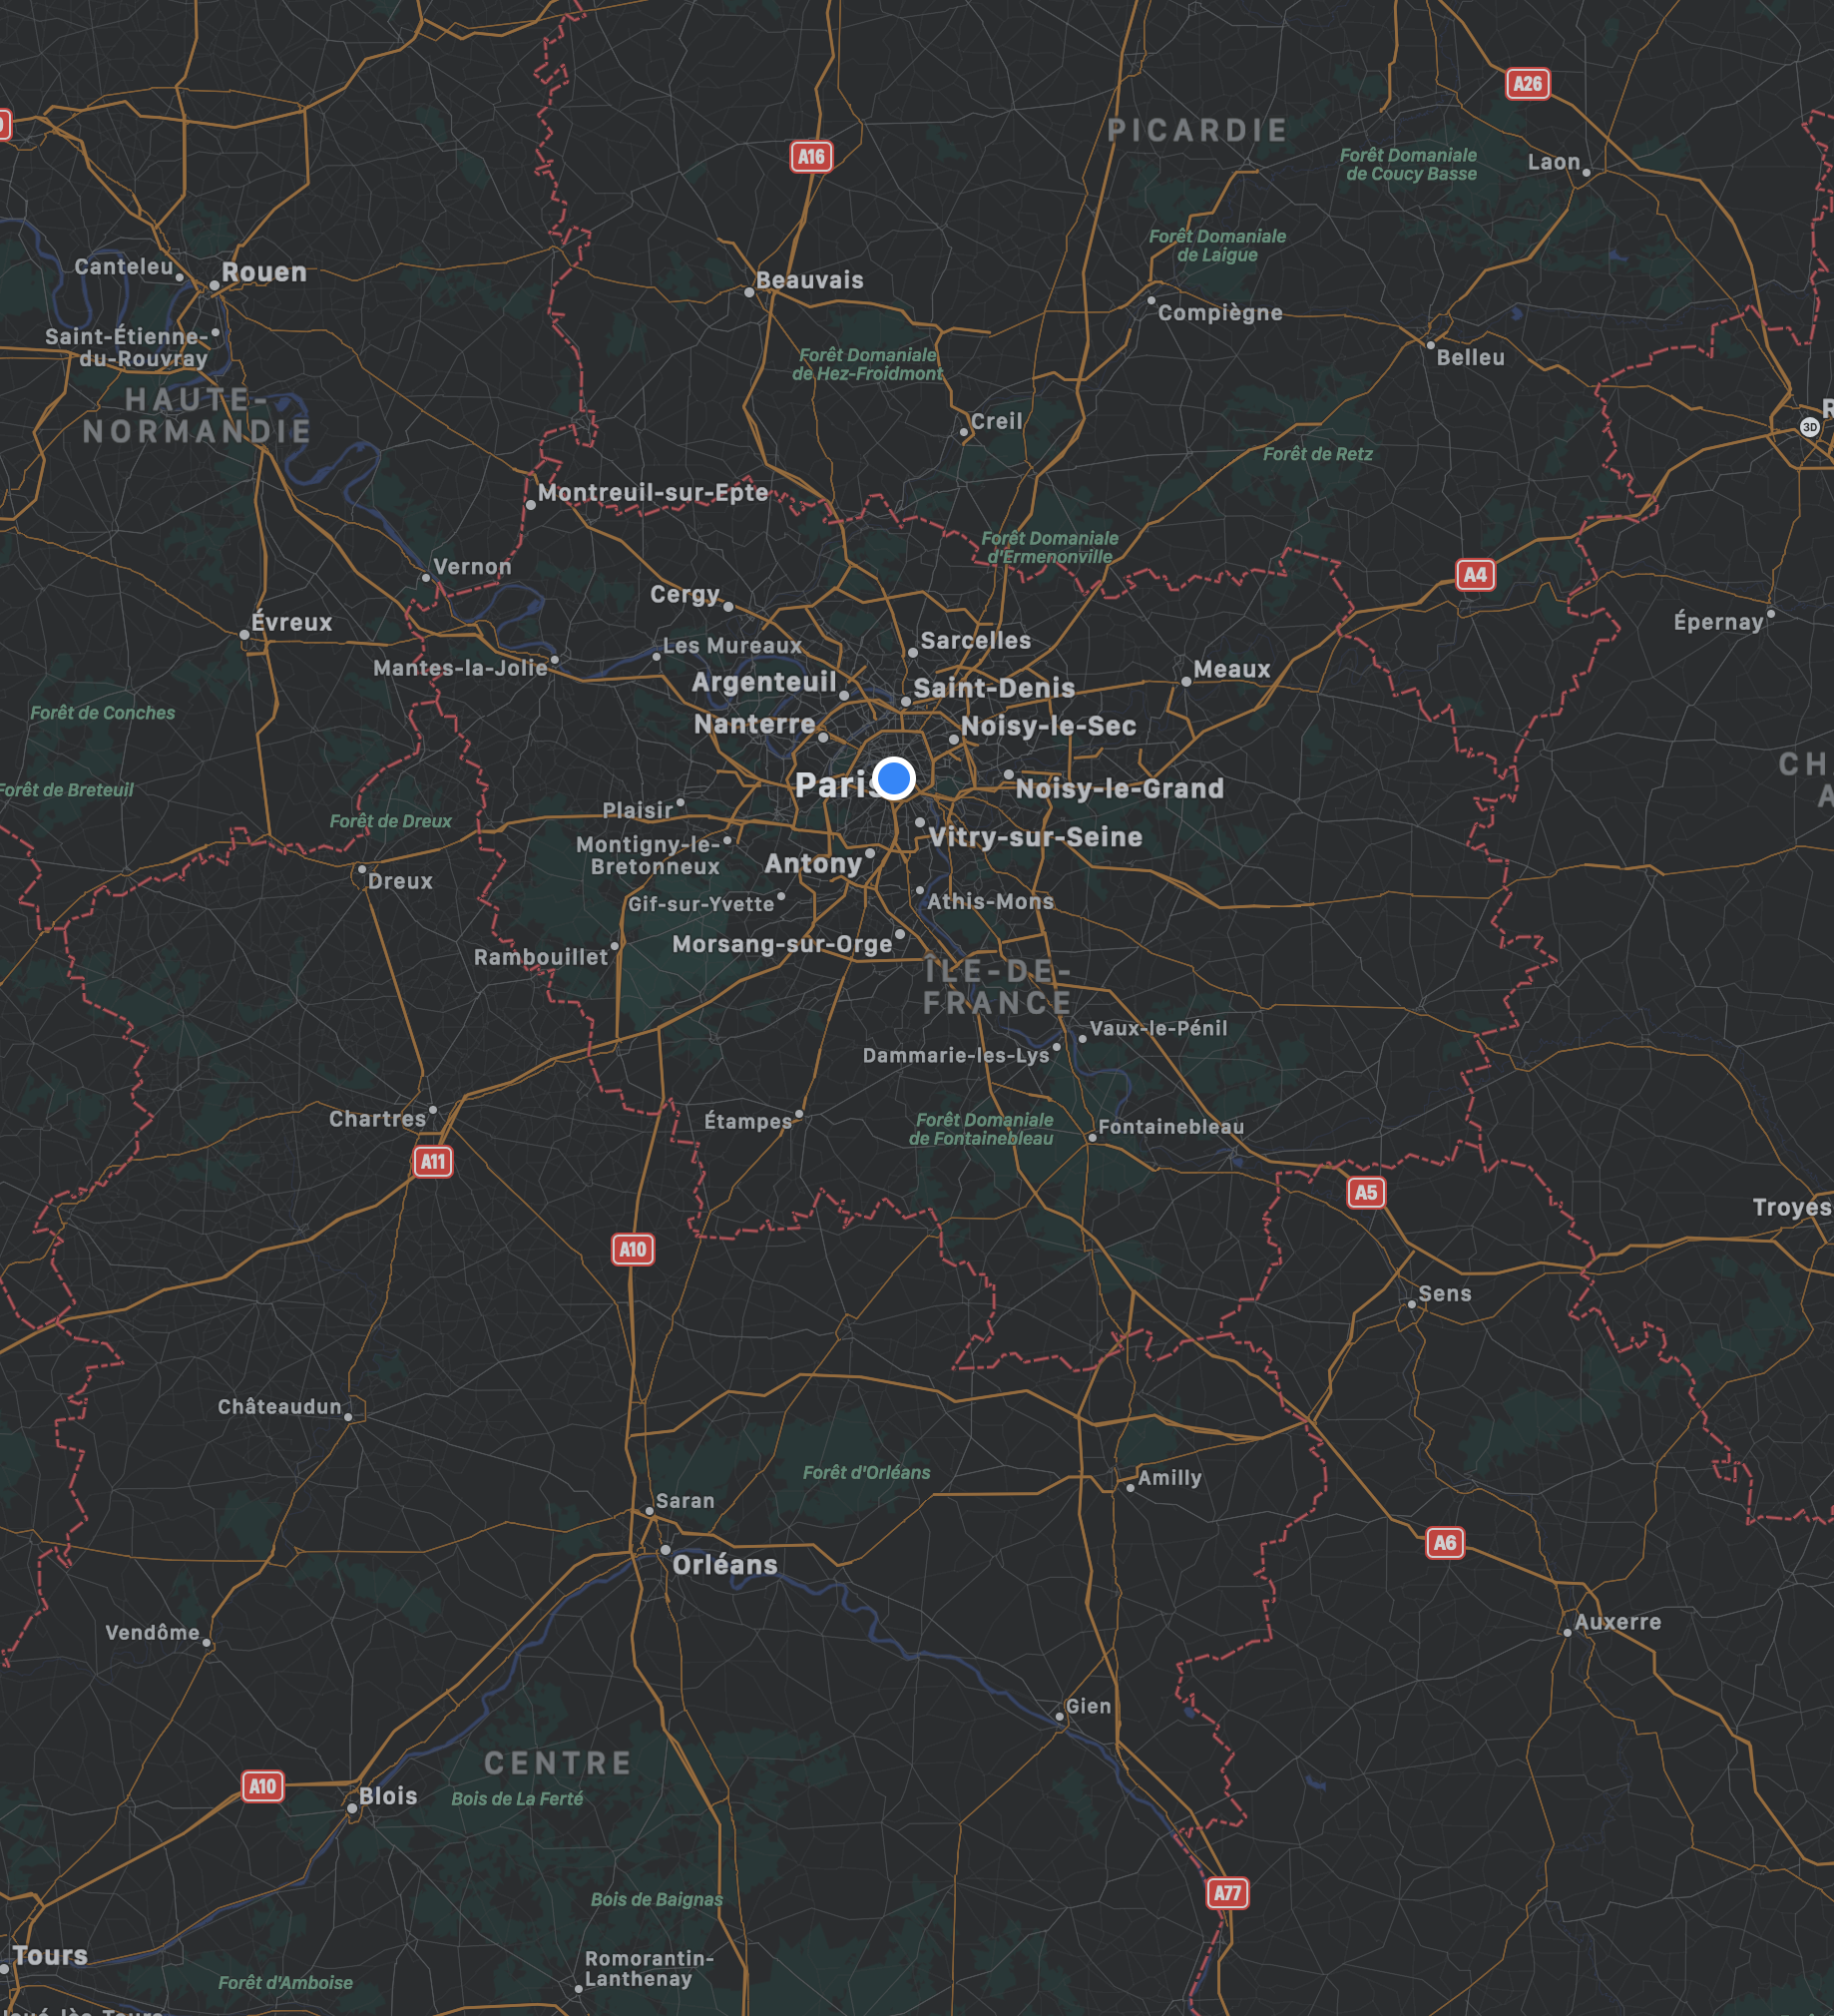 A26
PICARDIE
A16
Forêt Domaniale
de Coucy Basse
Laon
Forêt Domaniale
de Laigue
Canteleu
Rouen
Beauvais
Compiègne
Saint-Étienne-
du-Rouvray
Forêt Domaniale
de Hez-Froidmont
Belleu
HAUTE-
NORMANDIE
Creil
R
3D
Forêt de Retz
Montreuil-sur-Epte
Forêt Domaniale
d'Ermenonville
Vernon
A4
Cergy
Évreux
Épernay
Sarcelles
Les Mureaux
Mantes-la-Jolie
Meaux
Argenteuil
Saint-Denis
Forêt de Conches
Nanterre
Noisy-le-Sec
CH
A
Paris
Noisy-le-Grand
Forêt de Breteuil
Plaisir
Forêt de Dreux
Vitry-sur-Seine
Montigny-le-
Bretonneux
Antony
Dreux
Gif-sur-Yvette
Athis-Mons
Morsang-sur-Orge
Rambouillet
ÎLE-DE-
FRANCE
Vaux-le-Pénil
Dammarie-les-Lys
Chartres
Étampes
Forêt Domaniale
de Fontainebleau
Fontainebleau
A11
A5
Troyes
A10
Sens
Châteaudun
Forêt d'Orléans
Amilly
Saran
A6
Orléans
Vendôme
Auxerre
Gien
CENTRE
A10
Blois
Bois de La Ferté
A77
Bois de Baignas
Tours
Romorantin-
Lanthenay
Forêt d'Amboise